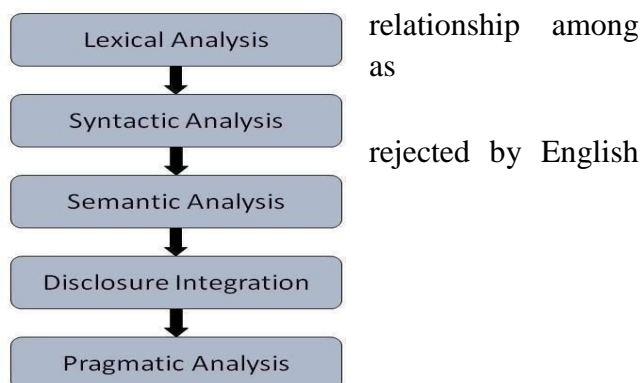 Lexical Analysis
Syntactic Analysis
Semantic Analysis
Disclosure Integration
Pragmatic Analysis
relationship among
as
rejected by English